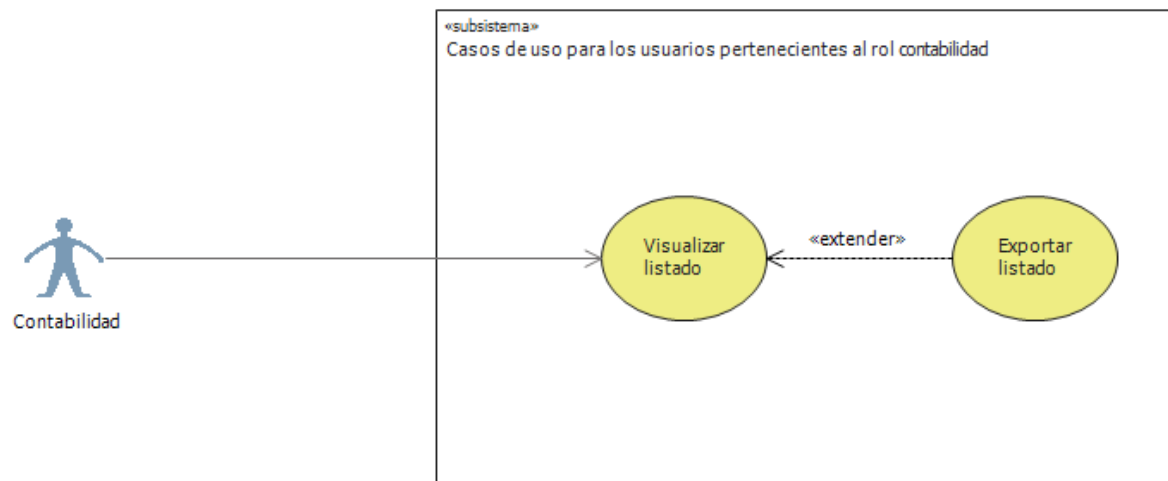 «subsistema»
Casos de uso para los usuarios pertenecientes al rol contabilidad
Visualizar
listado
«extender»
Exportar
listado
Contabilidad